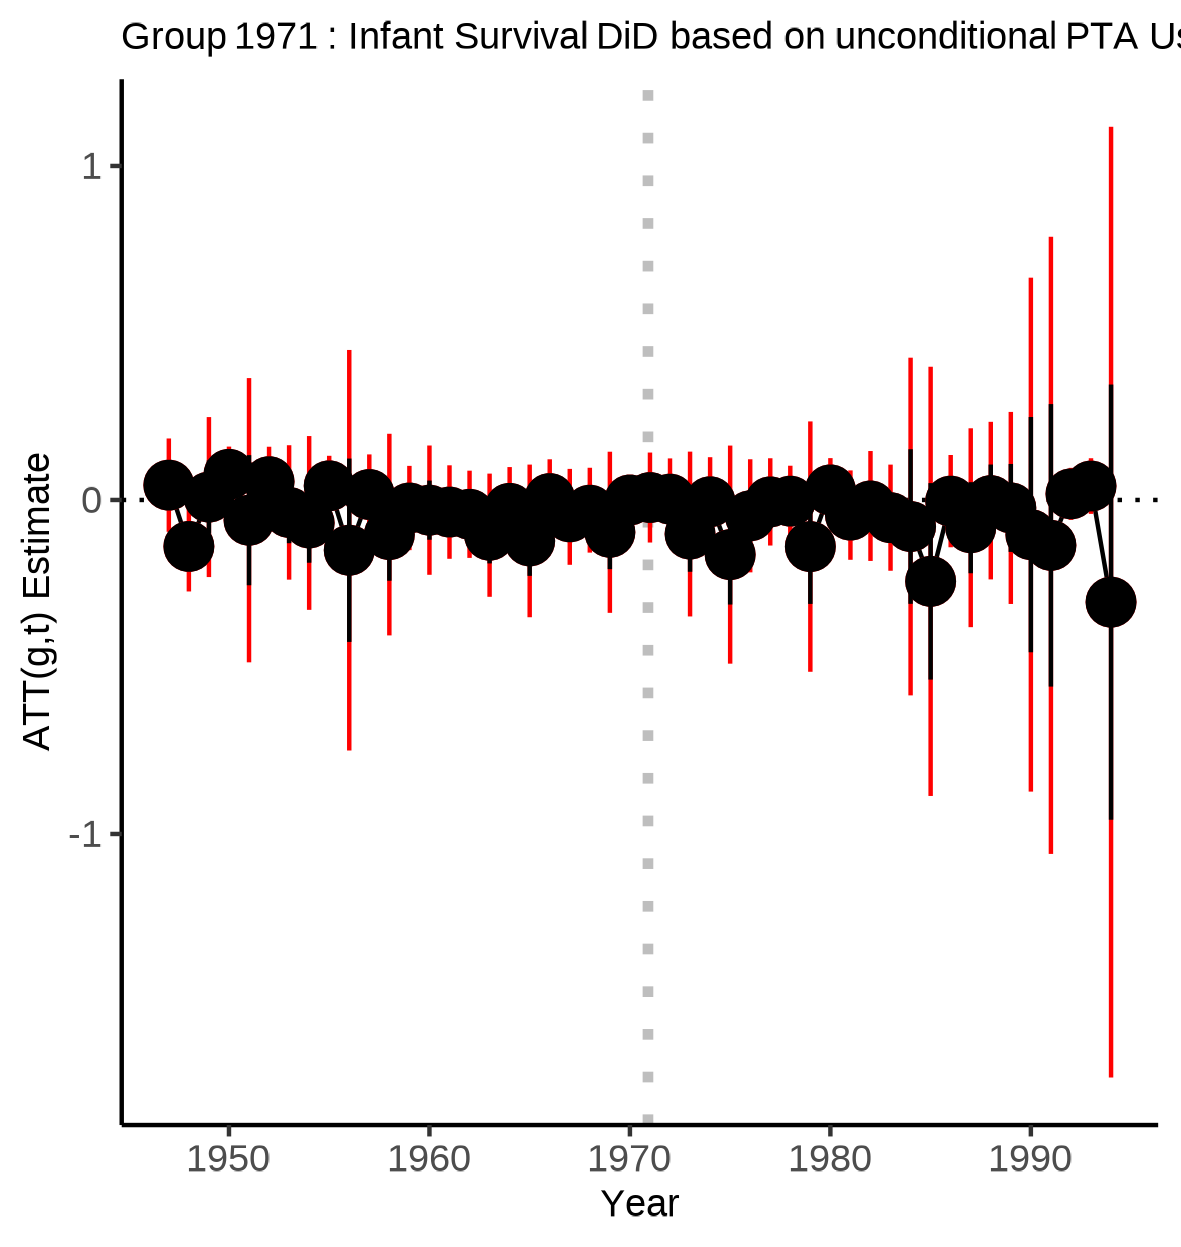 Group 1971 : Infant Survival DiD based on unconditional PTA
ATT(g,t) Estimate
1
0
-1
1950 1960 1970 1980 1990
Year